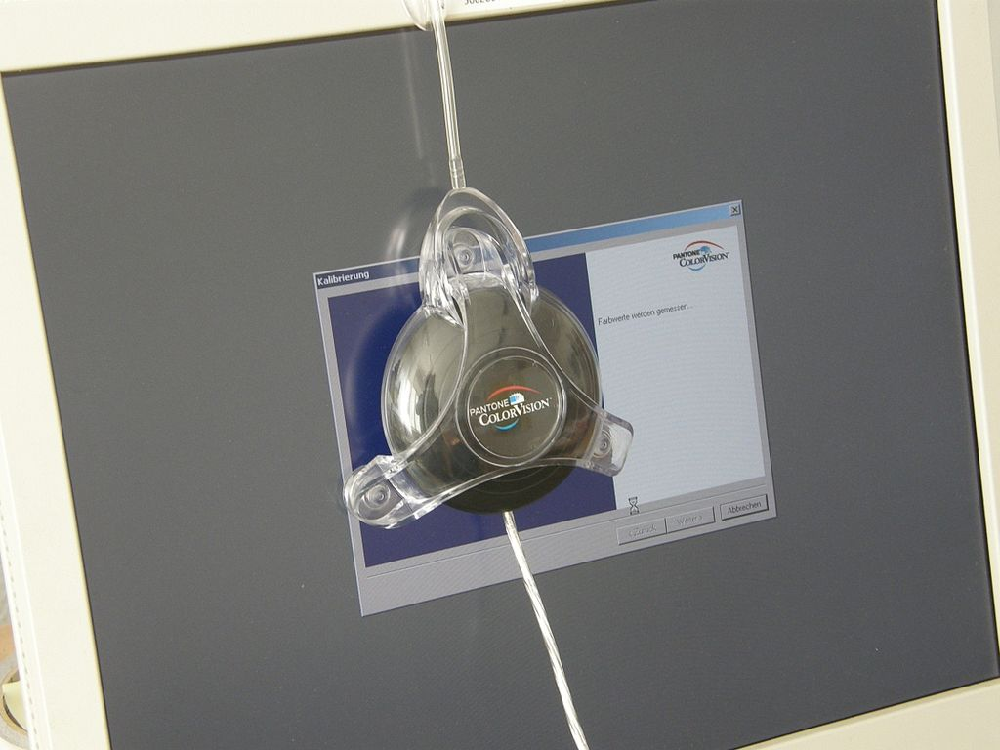 Kalibrierung
PANTONE
COLORVISION
Farbwerte werden gemessen...
PANTONE
COLORVISION
Abbrechen